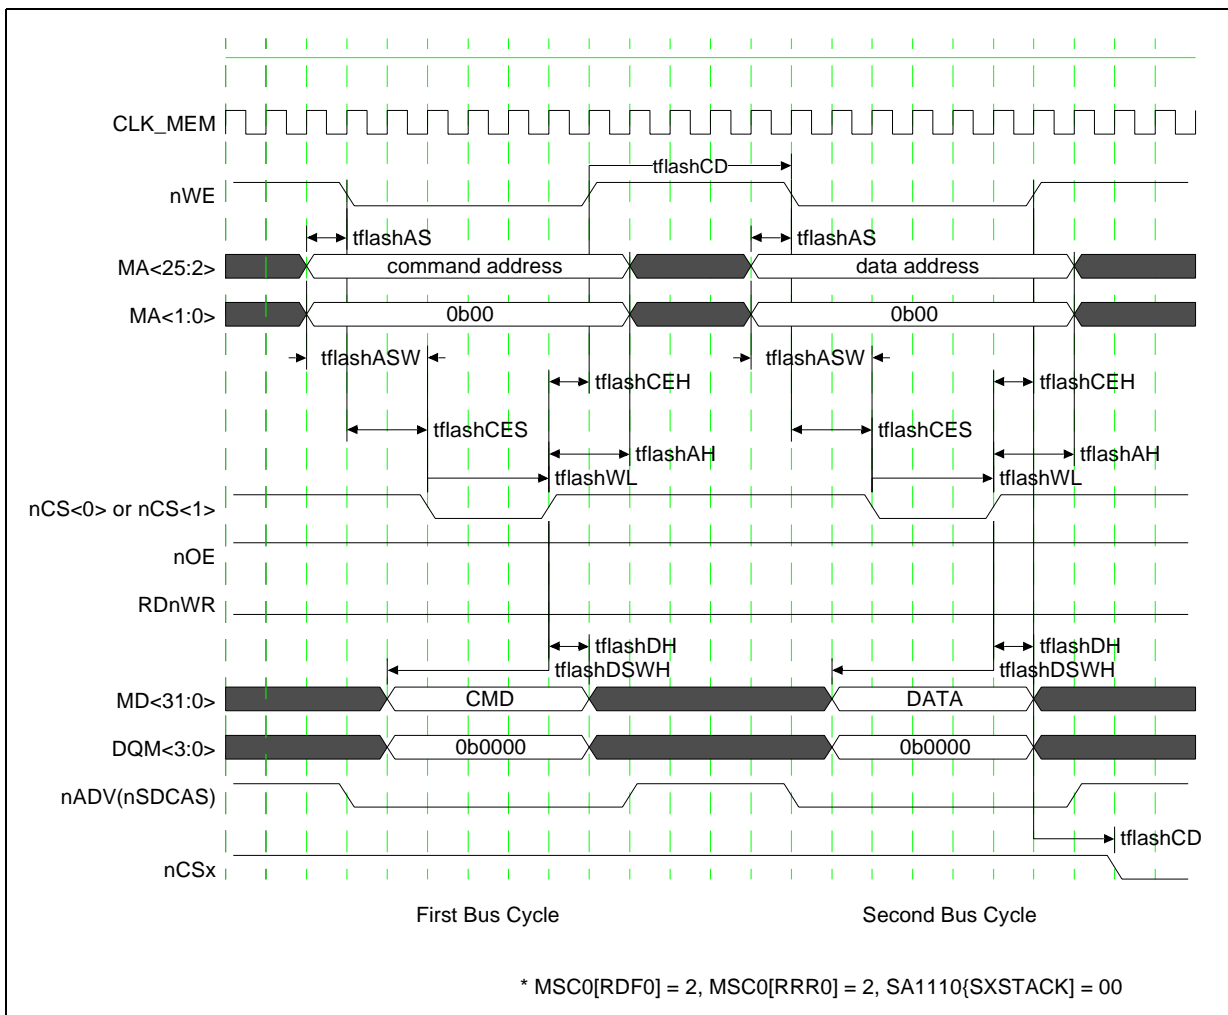 CLK_MEM
tflashCD
nWE
tflashAS tflashAS
MA<25:2> command address data address
MA<1:0> 0b00 0b00
tflashASW tflashASW
tflashCEH tflashCEH
tflashCES tflashCES
tflashAH tflashAH
tflashWL tflashWL
nCS<0> or nCS<1>
nOE
RDnWR
tflashDH tflashDH
tflashDSWH tflashDSWH
MD<31:0> CMD DATA
DQM<3:0> 0b0000 0b0000
nADV(nSDCAS)
tflashCD
nCSx
First Bus Cycle Second Bus Cycle
* MSC0[RDF0] = 2, MSC0[RRR0] = 2, SA1110{SXSTACK] = 00